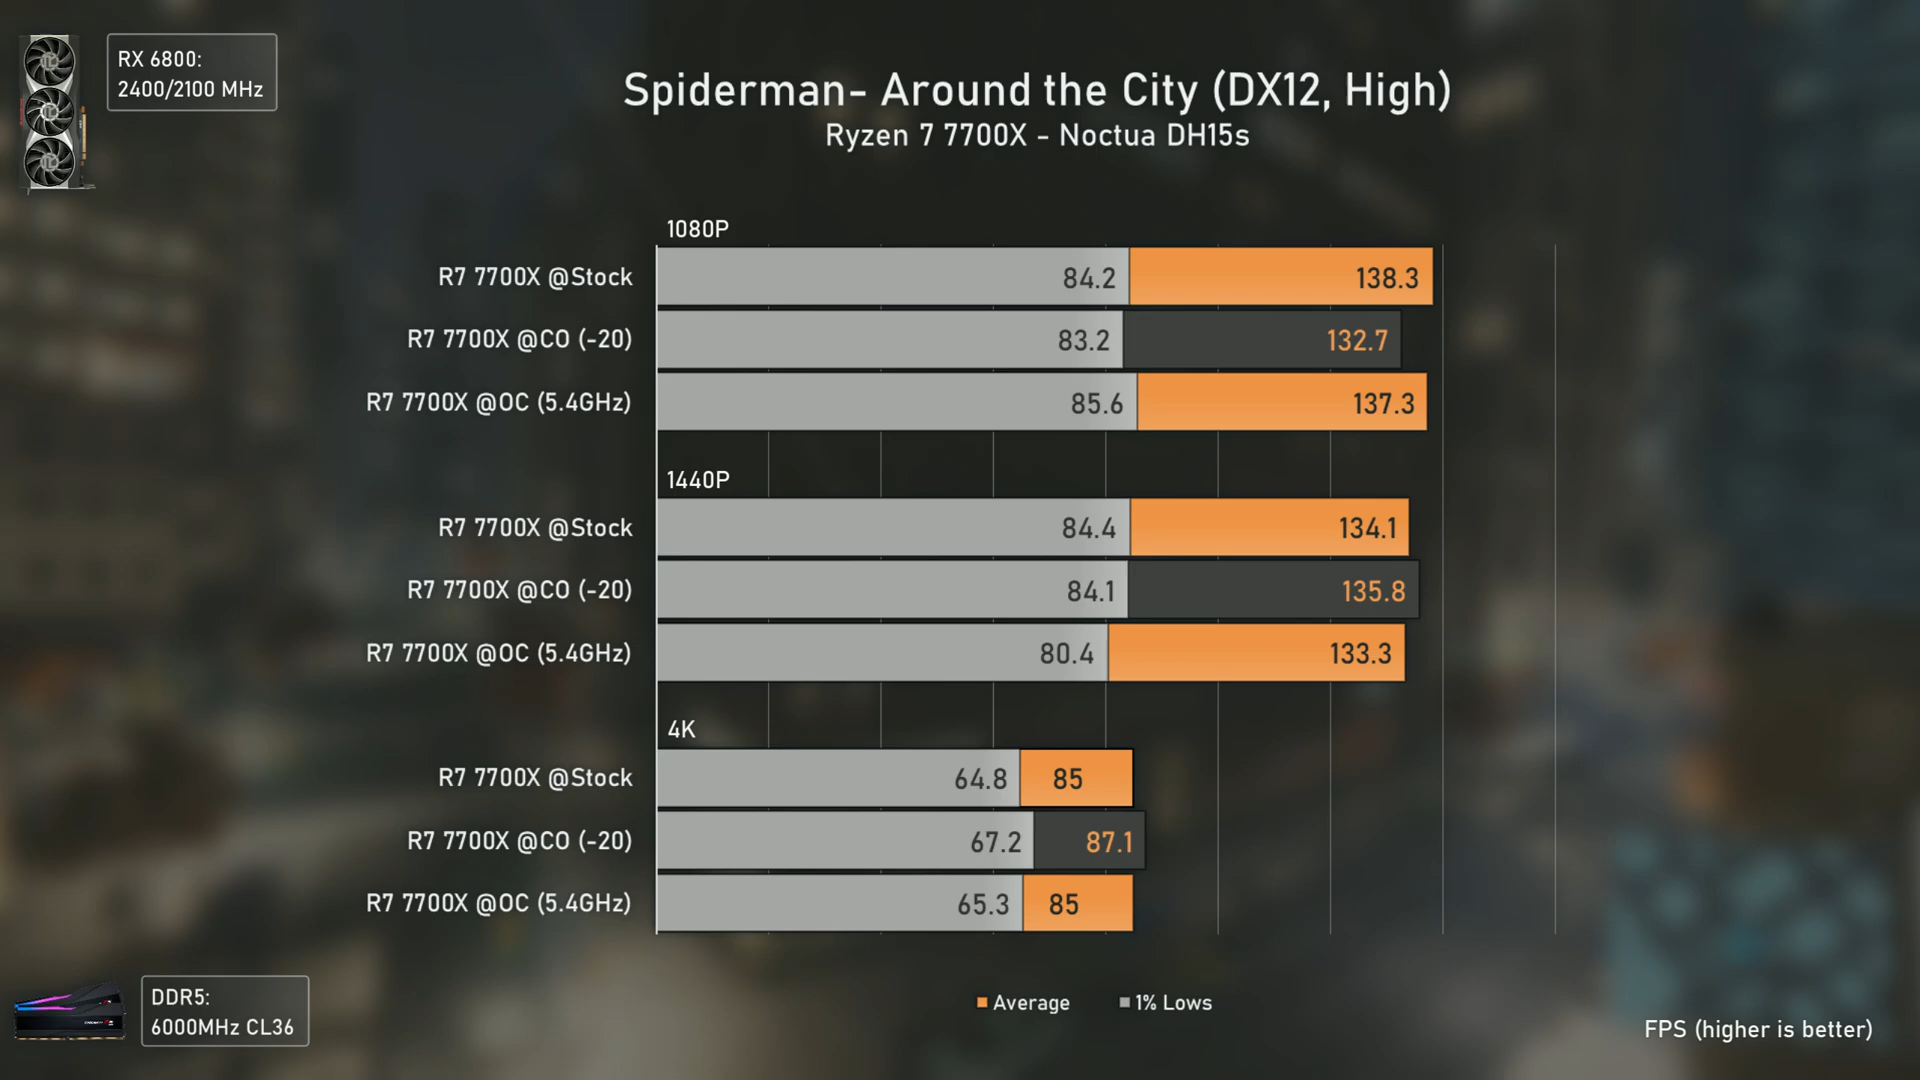 RX 6800:
2400/2100 MHz
Spiderman- Around the City (DX12, High)
Ryzen 7 7700X - Noctua DH15s
1080P
R7 7700X @Stock 84.2 138.3
R7 7700X @CO (-20) 83.2 132.7
R7 7700X @OC (5.4GHz) 85.6 137.3
1440P
R7 7700X @Stock 84.4 134.1
R7 7700X @CO (-20) 84.1 135.8
R7 7700X @OC (5.4GHz) 80.4 133.3
4K
R7 7700X @Stock 64.8 85
R7 7700X @CO (-20) 67.2 87.1
R7 7700X @OC (5.4GHz) 65.3 85
DDR5:
6000MHz CL36
Average 1% Lows
FPS (higher is better)